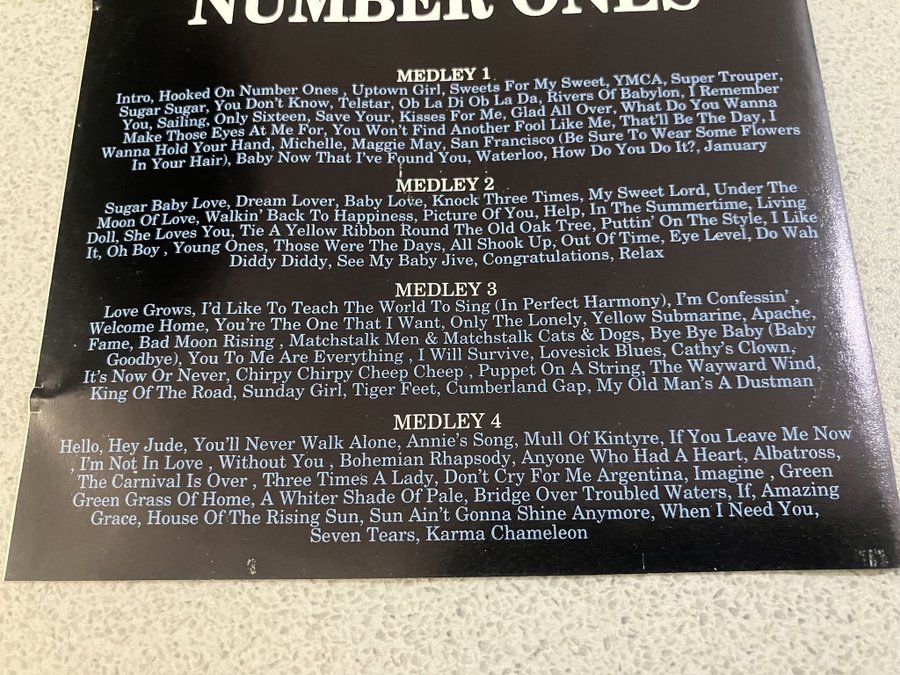 NUMBER ONES
MEDLEY 1
Intro, Hooked On Number Ones , Uptown Girl, Sweets For My Sweet, YMCA, Super Trouper,
Sugar Sugar, You Don't Know, Telstar, Ob La Di Ob La Da, Rivers Of Babylon, I Remember
You, Sailing, Only Sixteen, Save Your, Kisses For Me, Glad All Over, What Do You Wanna
Make Those Eyes At Me For, You Won't Find Another Fool Like Me, That'll Be The Day, I
Wanna Hold Your Hand, Michelle, Maggie May, San Francisco (Be Sure To Wear Some Flowers
In Your Hair), Baby Now That I've Found You, Waterloo, How Do You Do It?, January
MEDLEY 2
Sugar Baby Love, Dream Lover, Baby Love, Knock Three Times, My Sweet Lord, Under The
Moon Of Love, Walkin' Back To Happiness, Picture Of You, Help, In The Summertime, Living
Doll, She Loves You, Tie A Yellow Ribbon Round The Old Oak Tree, Puttin' On The Style, I Like
It, Oh Boy , Young Ones, Those Were The Days, All Shook Up, Out Of Time, Eye Level, Do Wah
Diddy Diddy, See My Baby Jive, Congratulations, Relax
MEDLEY 3
Love Grows, I'd Like To Teach The World To Sing (In Perfect Harmony), I'm Confessin' ,
Welcome Home, You're The One That I Want, Only The Lonely, Yellow Submarine, Apache,
Fame, Bad Moon Rising , Matchstalk Men & Matchstalk Cats & Dogs, Bye Bye Baby (Baby
Goodbye), You To Me Are Everything , I Will Survive, Lovesick Blues, Cathy's Clown,
It's Now Or Never, Chirpy Chirpy Cheep Cheep , Puppet On A String, The Wayward Wind,
King Of The Road, Sunday Girl, Tiger Feet, Cumberland Gap, My Old Man's A Dustman
MEDLEY 4
Hello, Hey Jude, You'll Never Walk Alone, Annie's Song, Mull Of Kintyre, If You Leave Me Now
, I'm Not In Love , Without You , Bohemian Rhapsody, Anyone Who Had A Heart, Albatross,
The Carnival Is Over , Three Times A Lady, Don't Cry For Me Argentina, Imagine , Green
Green Grass Of Home, A Whiter Shade Of Pale, Bridge Over Troubled Waters, If, Amazing
Grace, House Of The Rising Sun, Sun Ain't Gonna Shine Anymore, When I Need You,
Seven Tears, Karma Chameleon